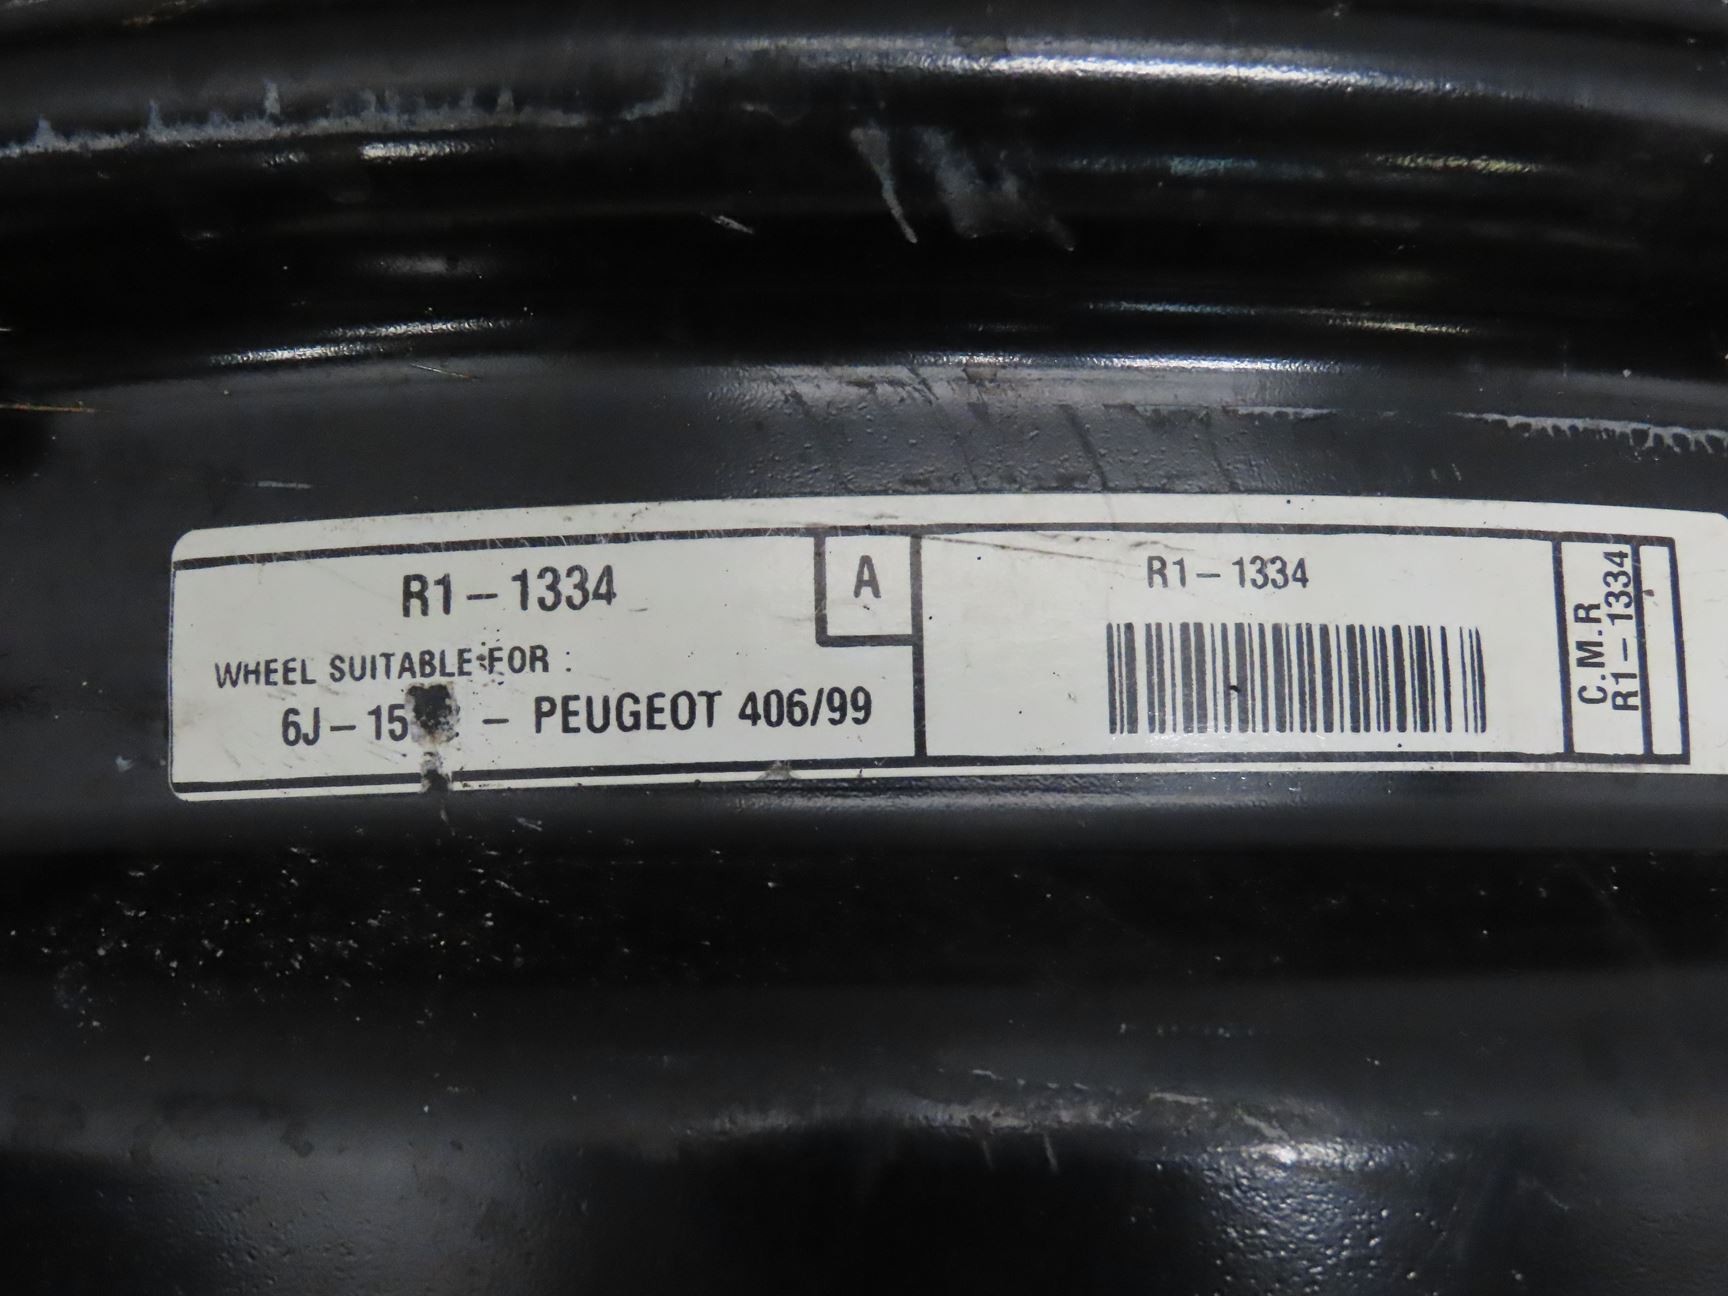 R1-1334
A
WHEEL SUITABLE FOR :
6J-15 - PEUGEOT 406/99
R1-1334
C.M.R
R1-1334